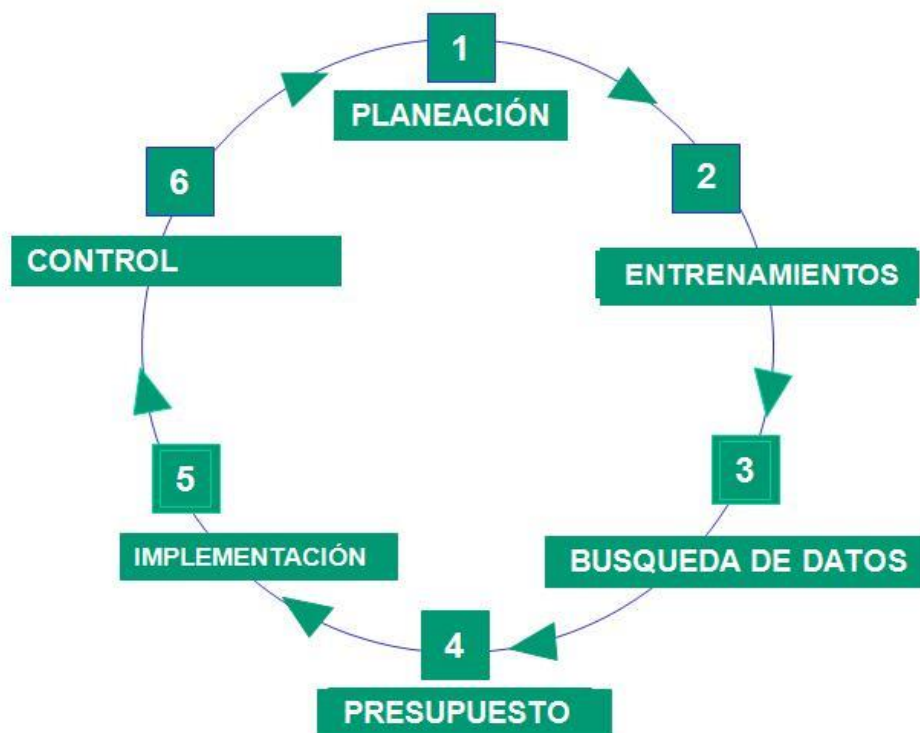 1
PLANEACIÓN
2
ENTRENAMIENTOS
3
BUSQUEDA DE DATOS
4
PRESUPUESTO
5
IMPLEMENTACIÓN
6
CONTROL